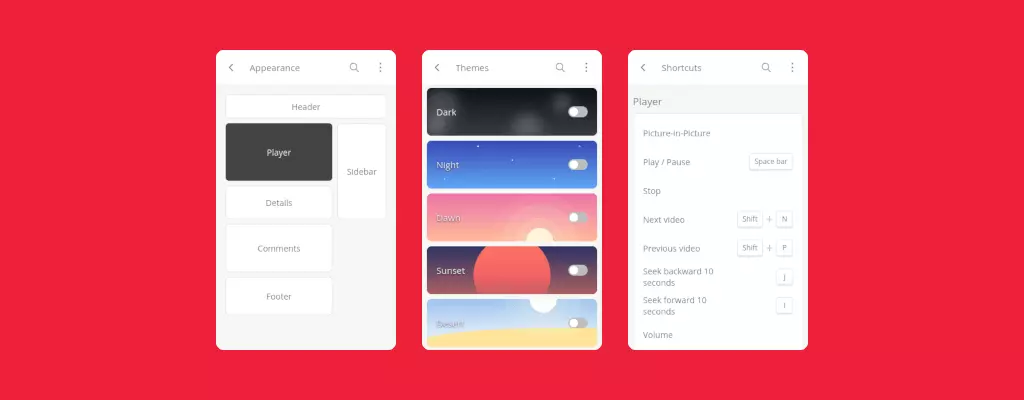 Appearance
Header
Player
Sidebar
Details
Comments
Footer
Themes
Dark
Night
Dawn
Sunset
Desert
Shortcuts
Player
Picture-in-Picture
Play / Pause Space bar
Stop
Next video Shift + N
Previous video Shift + P
Seek backward 10
seconds J
Seek forward 10
seconds l
Volume